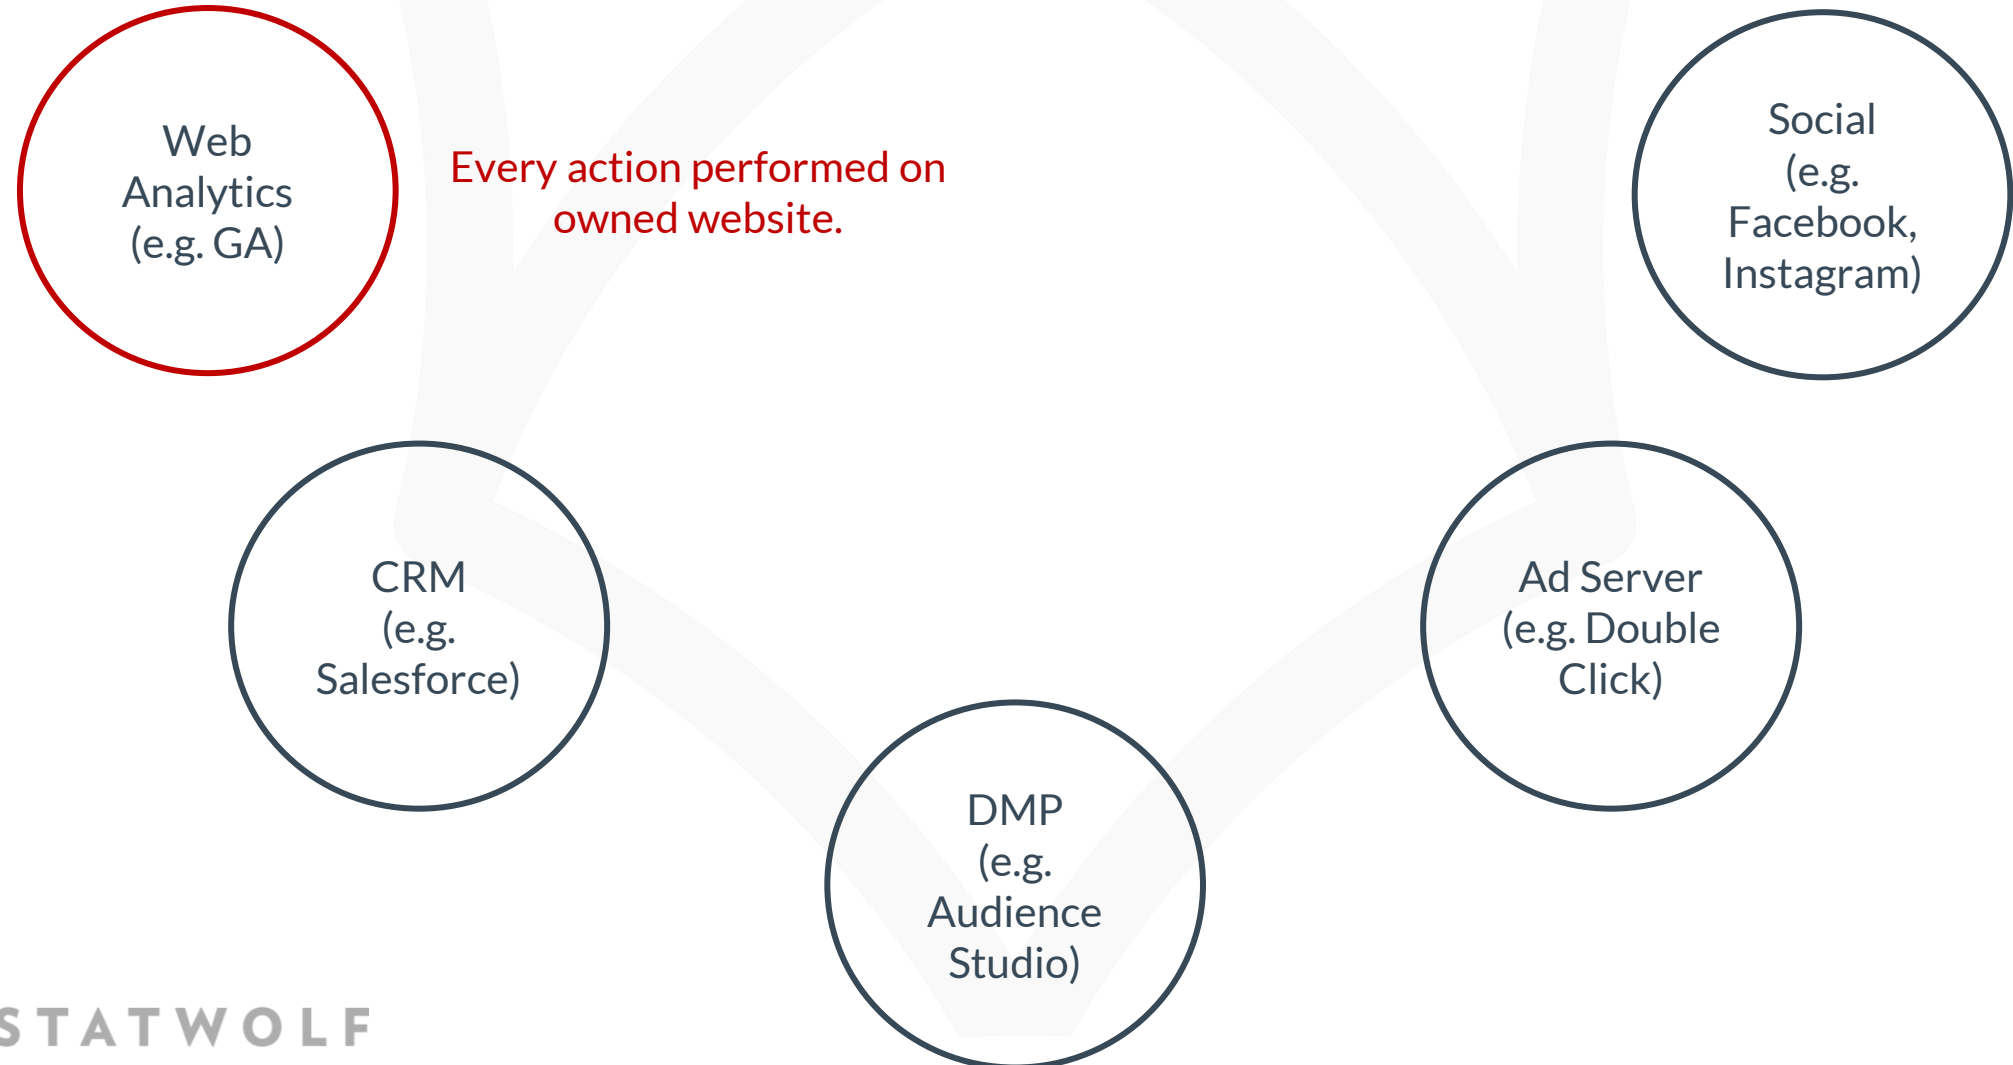 Web
Analytics
(e.g. GA)
Every action performed on
owned website.
Social
(e.g.
Facebook,
Instagram)
CRM
(e.g.
Salesforce)
Ad Server
(e.g. Double
Click)
DMP
(e.g.
Audience
Studio)
STATWOLF